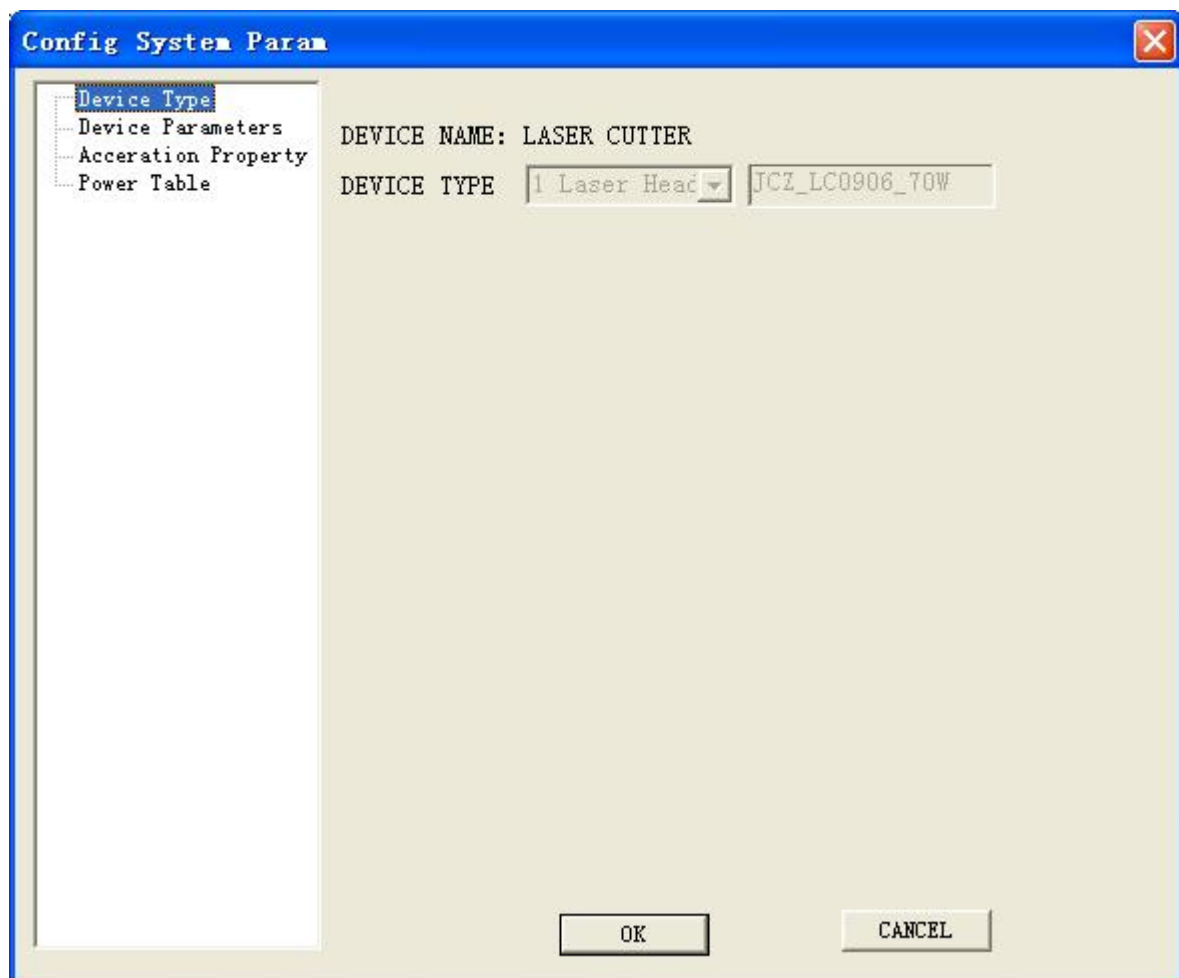 Config System Param
Device Type
Device Parameters
Acceration Property
Power Table
DEVICE NAME: LASER CUTTER
DEVICE TYPE 1 Laser Head JCZ_LC0906_70W
OK CANCEL